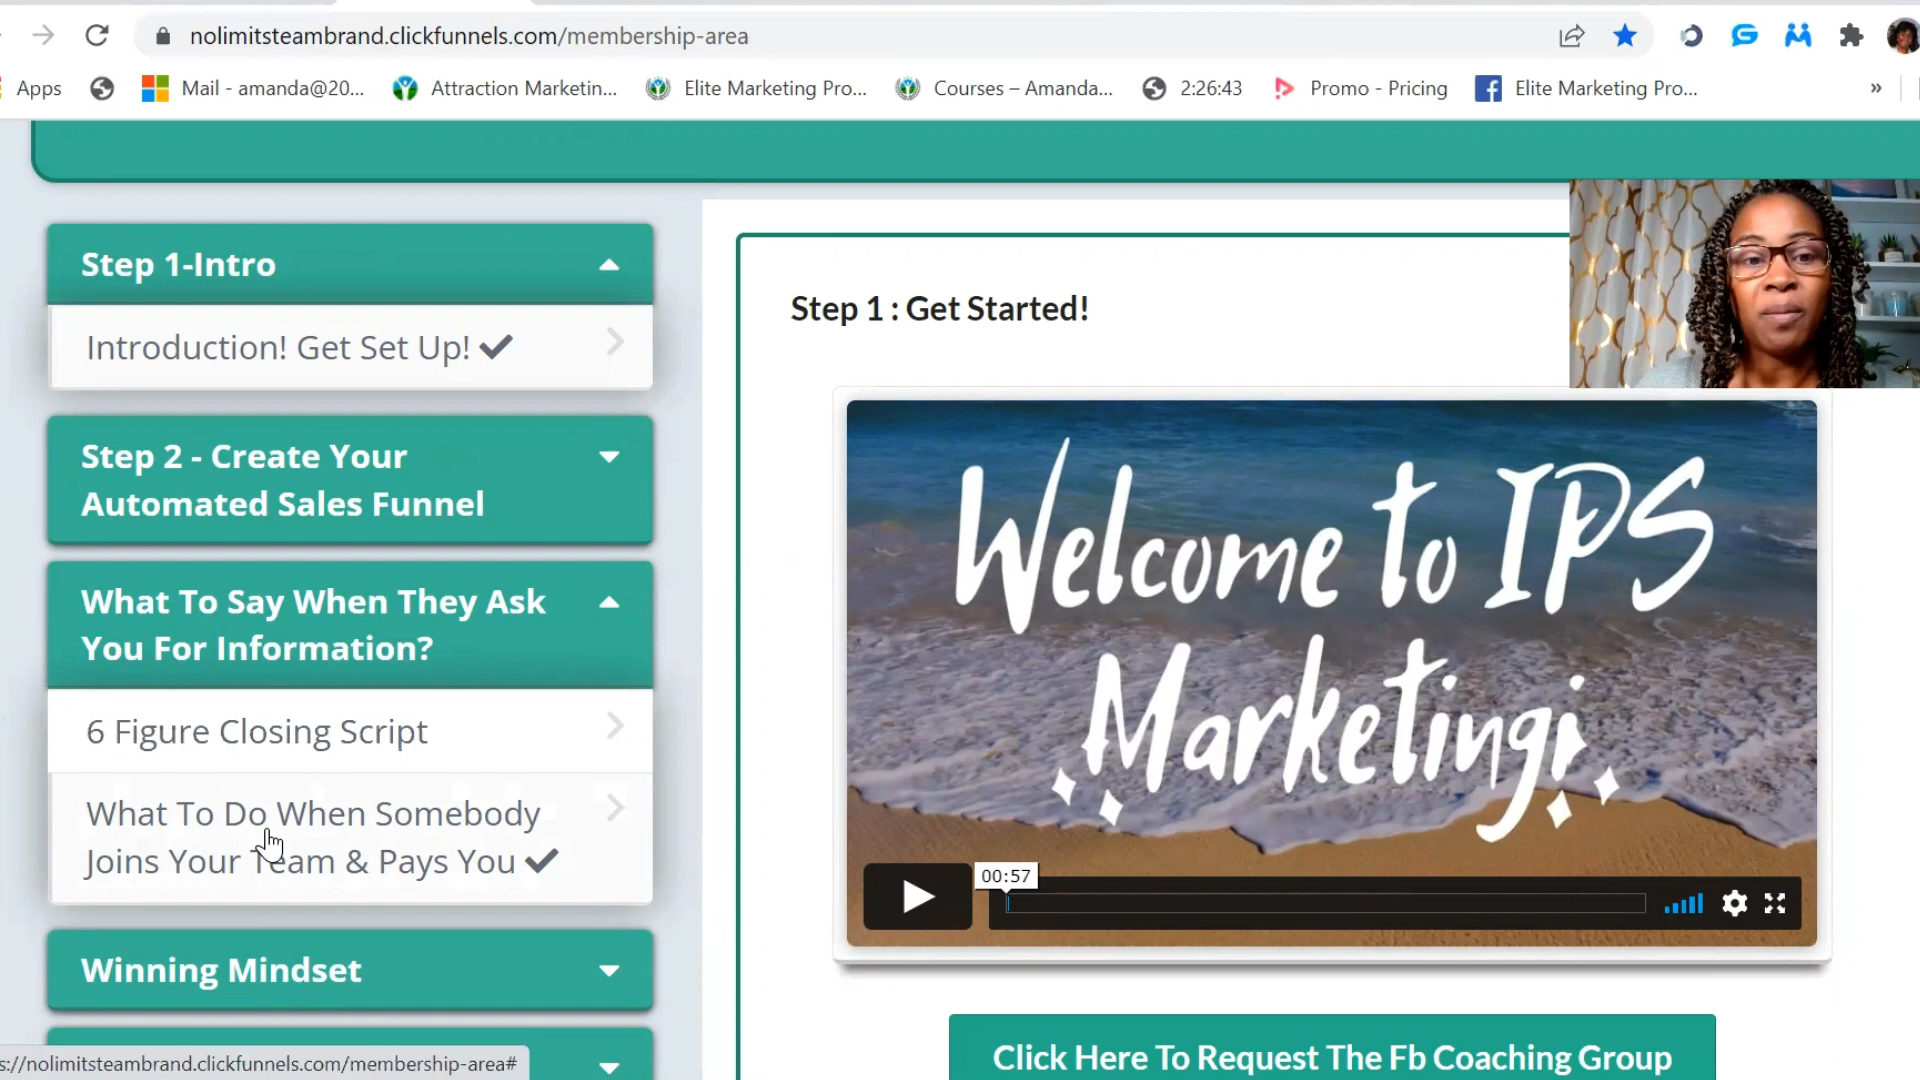 nolimitsteambrand.clickfunnels.com/membership-area
Apps
Mail - amanda@20...
Attraction Marketin...
Elite Marketing Pro...
Courses – Amanda...
2:26:43
Promo - Pricing
Elite Marketing Pro...
»
Step 1-Intro
Introduction! Get Set Up!
Step 2 - Create Your
Automated Sales Funnel
What To Say When They Ask
You For Information?
6 Figure Closing Script
What To Do When Somebody
Joins Your Team & Pays You
Winning Mindset
s://nolimitsteambrand.clickfunnels.com/membership-area#
Step 1 : Get Started!
Welcome to IPS
Marketing!
00:57
Click Here To Request The Fb Coaching Group